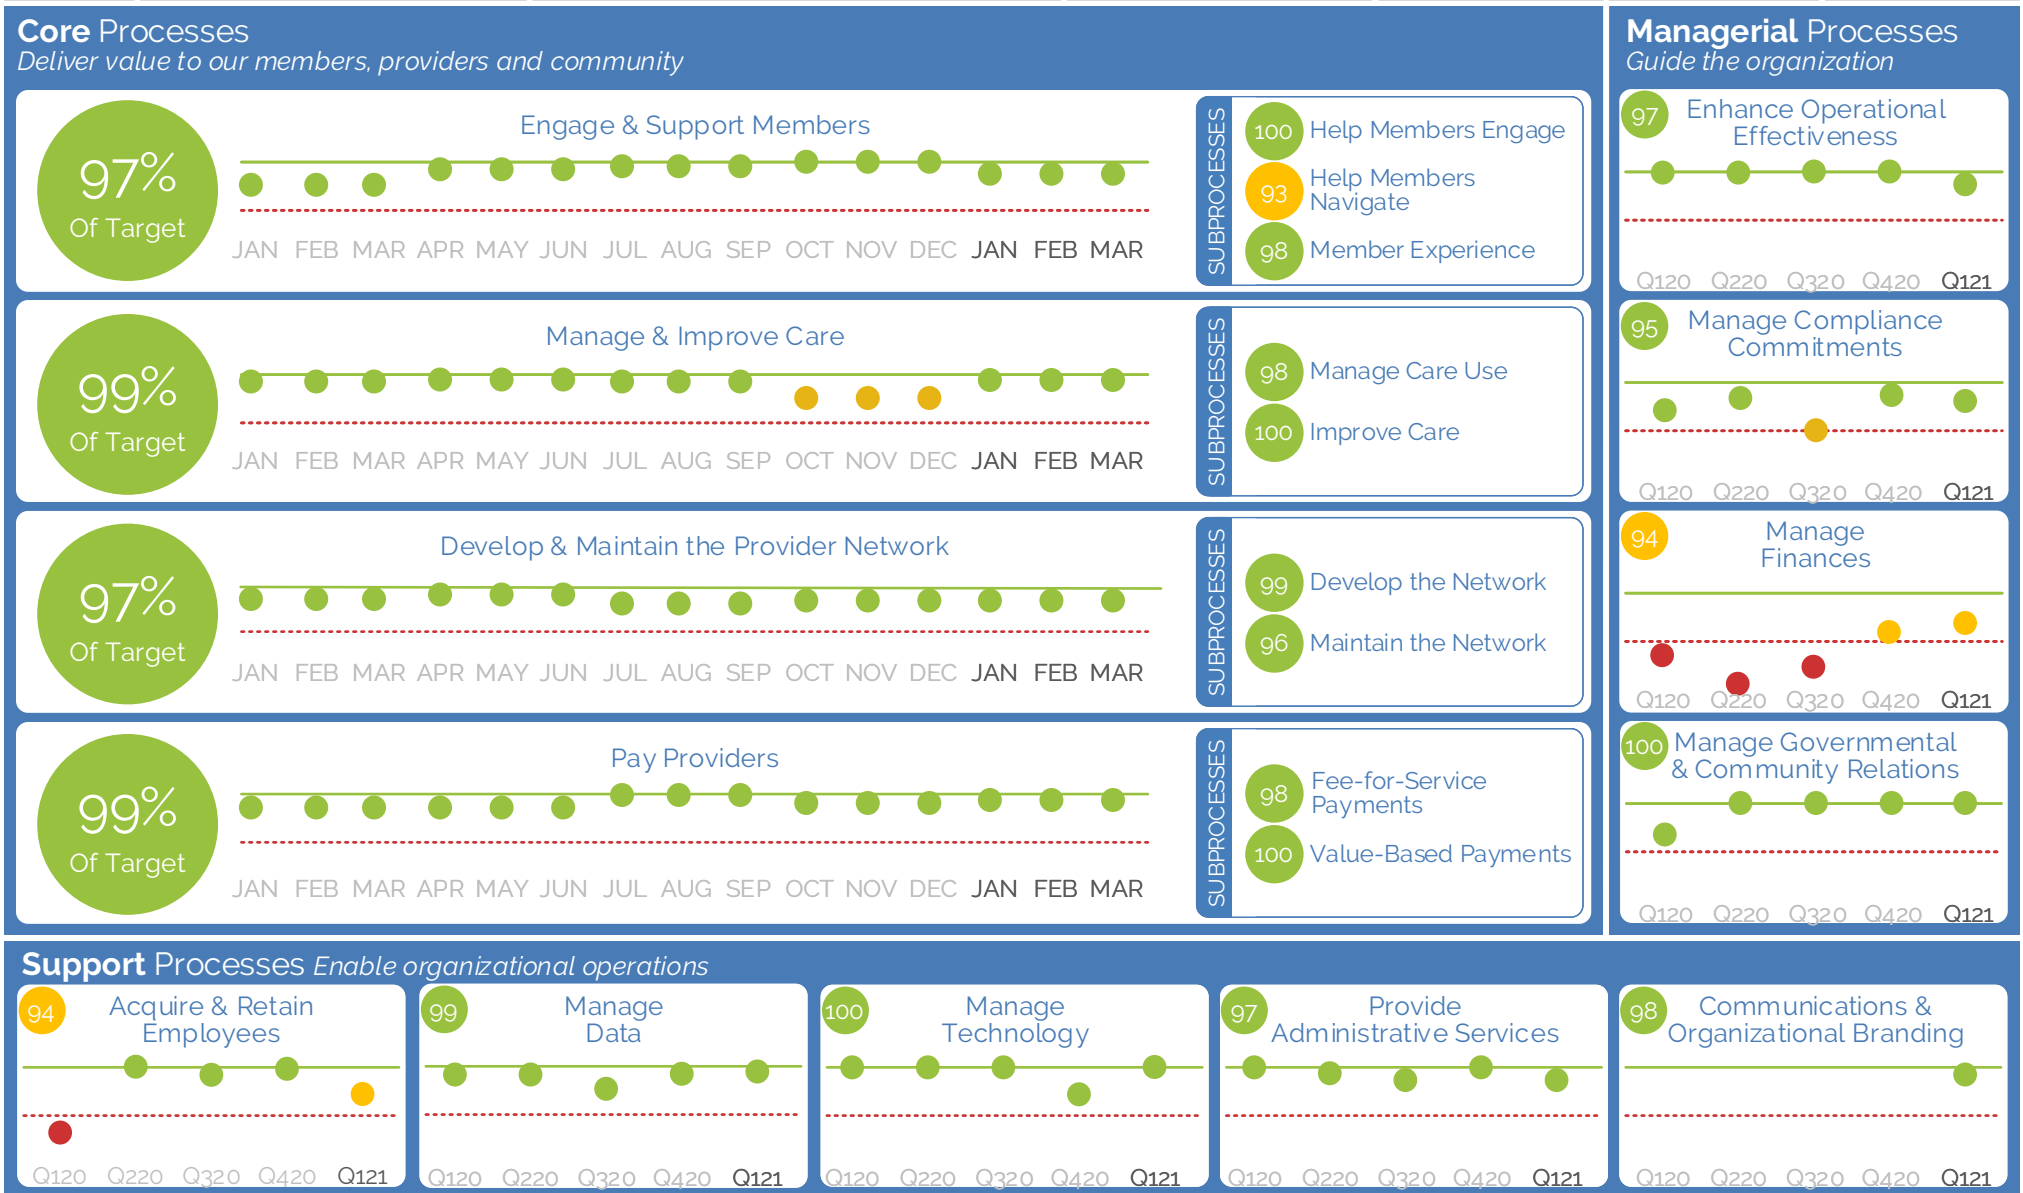 Core Processes
Deliver value to our members, providers and community
97%
Of Target
Engage & Support Members
JAN FEB MAR APR MAY JUN JUL AUG SEP OCT NOV DEC JAN FEB MAR
SUBPROCESSES
100 Help Members Engage
93 Help Members
Navigate
98 Member Experience
99%
Of Target
Manage & Improve Care
JAN FEB MAR APR MAY JUN JUL AUG SEP OCT NOV DEC JAN FEB MAR
SUBPROCESSES
98 Manage Care Use
100 Improve Care
97%
Of Target
Develop & Maintain the Provider Network
JAN FEB MAR APR MAY JUN JUL AUG SEP OCT NOV DEC JAN FEB MAR
SUBPROCESSES
99 Develop the Network
96 Maintain the Network
99%
Of Target
Pay Providers
JAN FEB MAR APR MAY JUN JUL AUG SEP OCT NOV DEC JAN FEB MAR
SUBPROCESSES
98 Fee-for-Service
Payments
100 Value-Based Payments
Managerial Processes
Guide the organization
97 Enhance Operational
Effectiveness
Q120 Q220 Q320 Q420 Q121
95 Manage Compliance
Commitments
Q120 Q220 Q320 Q420 Q121
94 Manage
Finances
Q120 Q220 Q320 Q420 Q121
100 Manage Governmental
& Community Relations
Q120 Q220 Q320 Q420 Q121
Support Processes Enable organizational operations
94 Acquire & Retain
Employees
Q120 Q220 Q320 Q420 Q121
99 Manage
Data
Q120 Q220 Q320 Q420 Q121
100 Manage
Technology
Q120 Q220 Q320 Q420 Q121
97 Provide
Administrative Services
Q120 Q220 Q320 Q420 Q121
98 Communications &
Organizational Branding
Q120 Q220 Q320 Q420 Q121